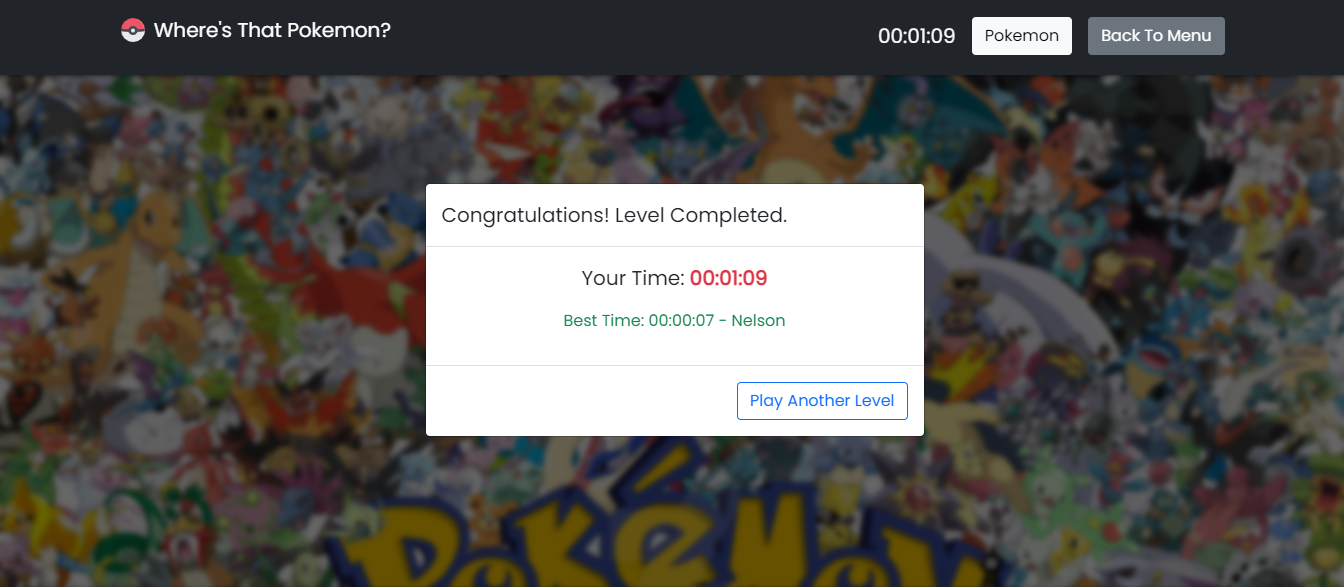 Where's That Pokemon?
00:01:09
Pokemon
Back To Menu
Congratulations! Level Completed.
Your Time: 00:01:09
Best Time: 00:00:07 - Nelson
Play Another Level
Pokémon